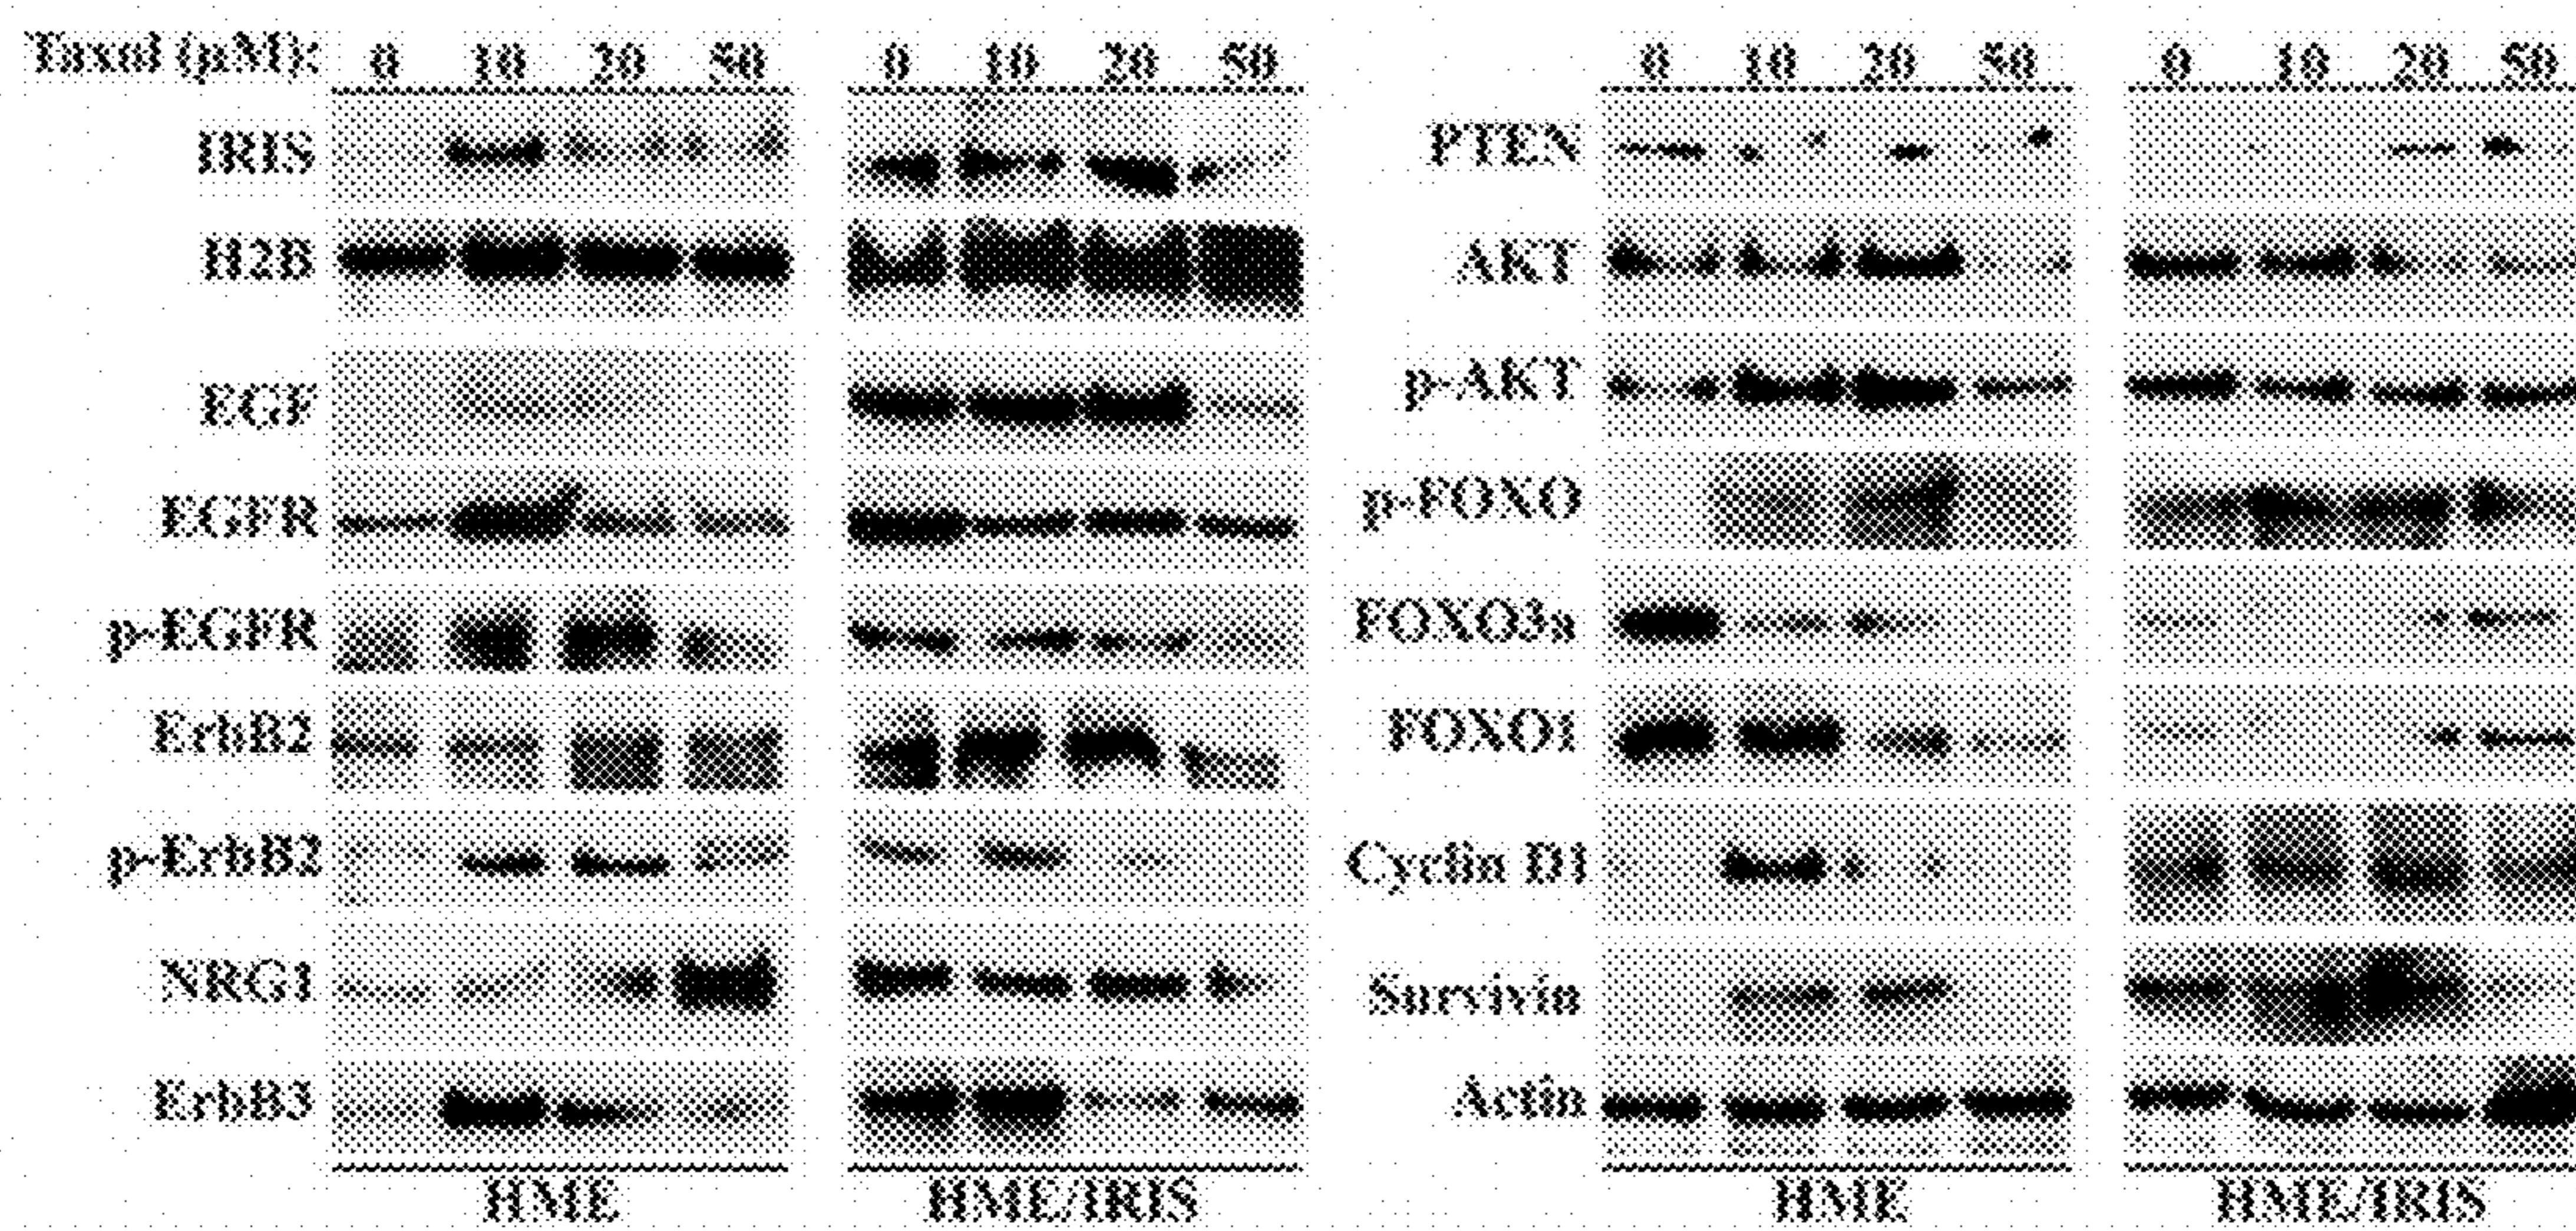 Taxol (µM): 0 10 20 50 0 10 20 50 0 10 20 50 0 10 20 50
IRIS PTEN
H2B AKT
EGF p-AKT
EGFR p-FOXO
p-EGFR FOXO3a
ErbB2 FOXO1
p-ErbB2 Cyclin D1
NRG1 Survivin
ErbB3 Actin
HME HME/IRIS HME HME/IRIS